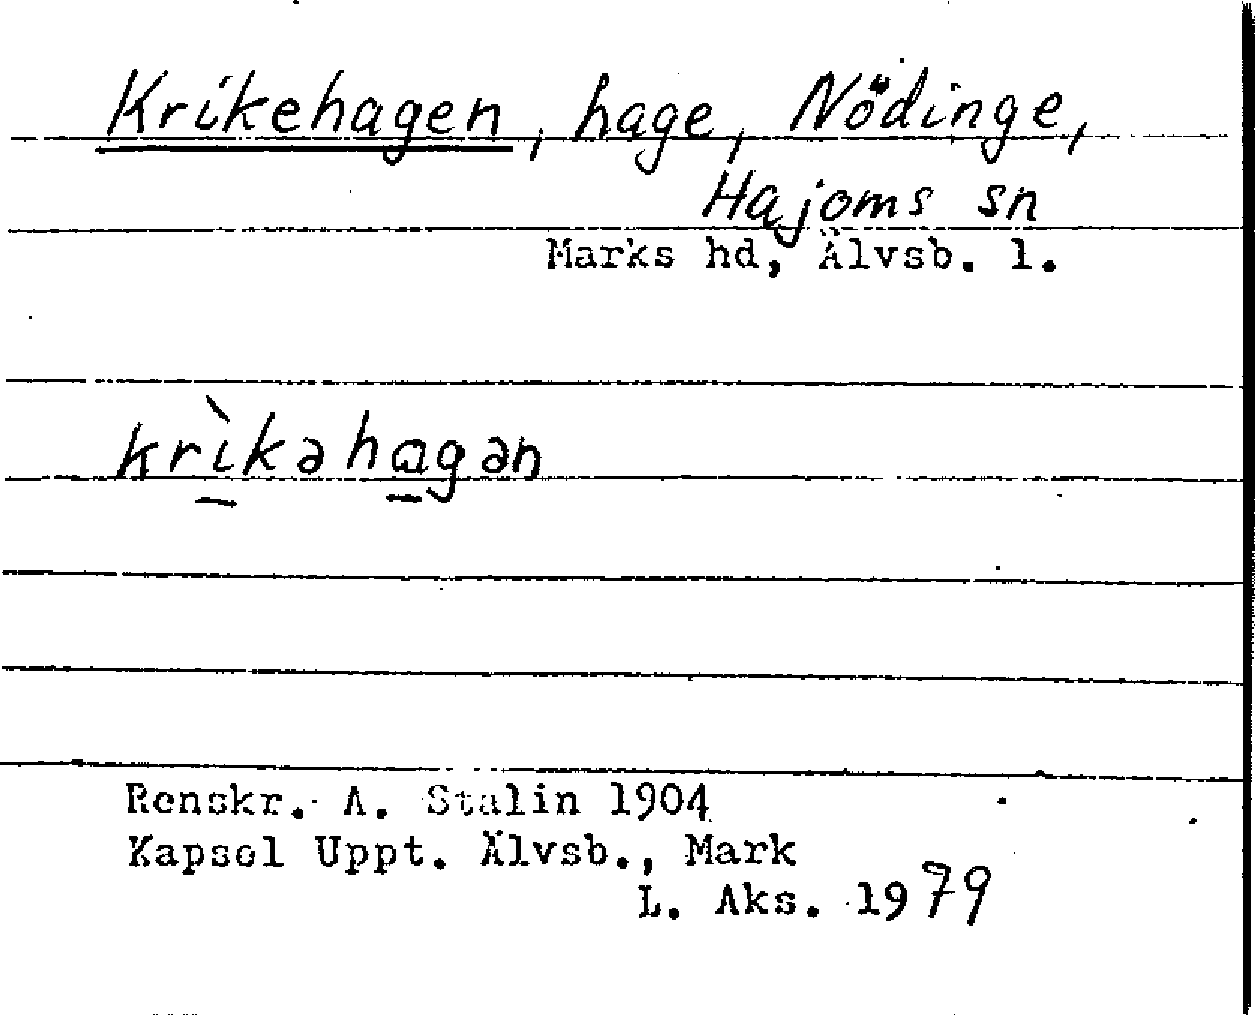 Krikehagen, hage, Nödinge,
Hajoms sn
Marks hd, Älvsb. l.
krìkəhagən
Renskr. A. Stalin 1904
Kapsel Uppt. Älvsb., Mark
L. Aks. 1979